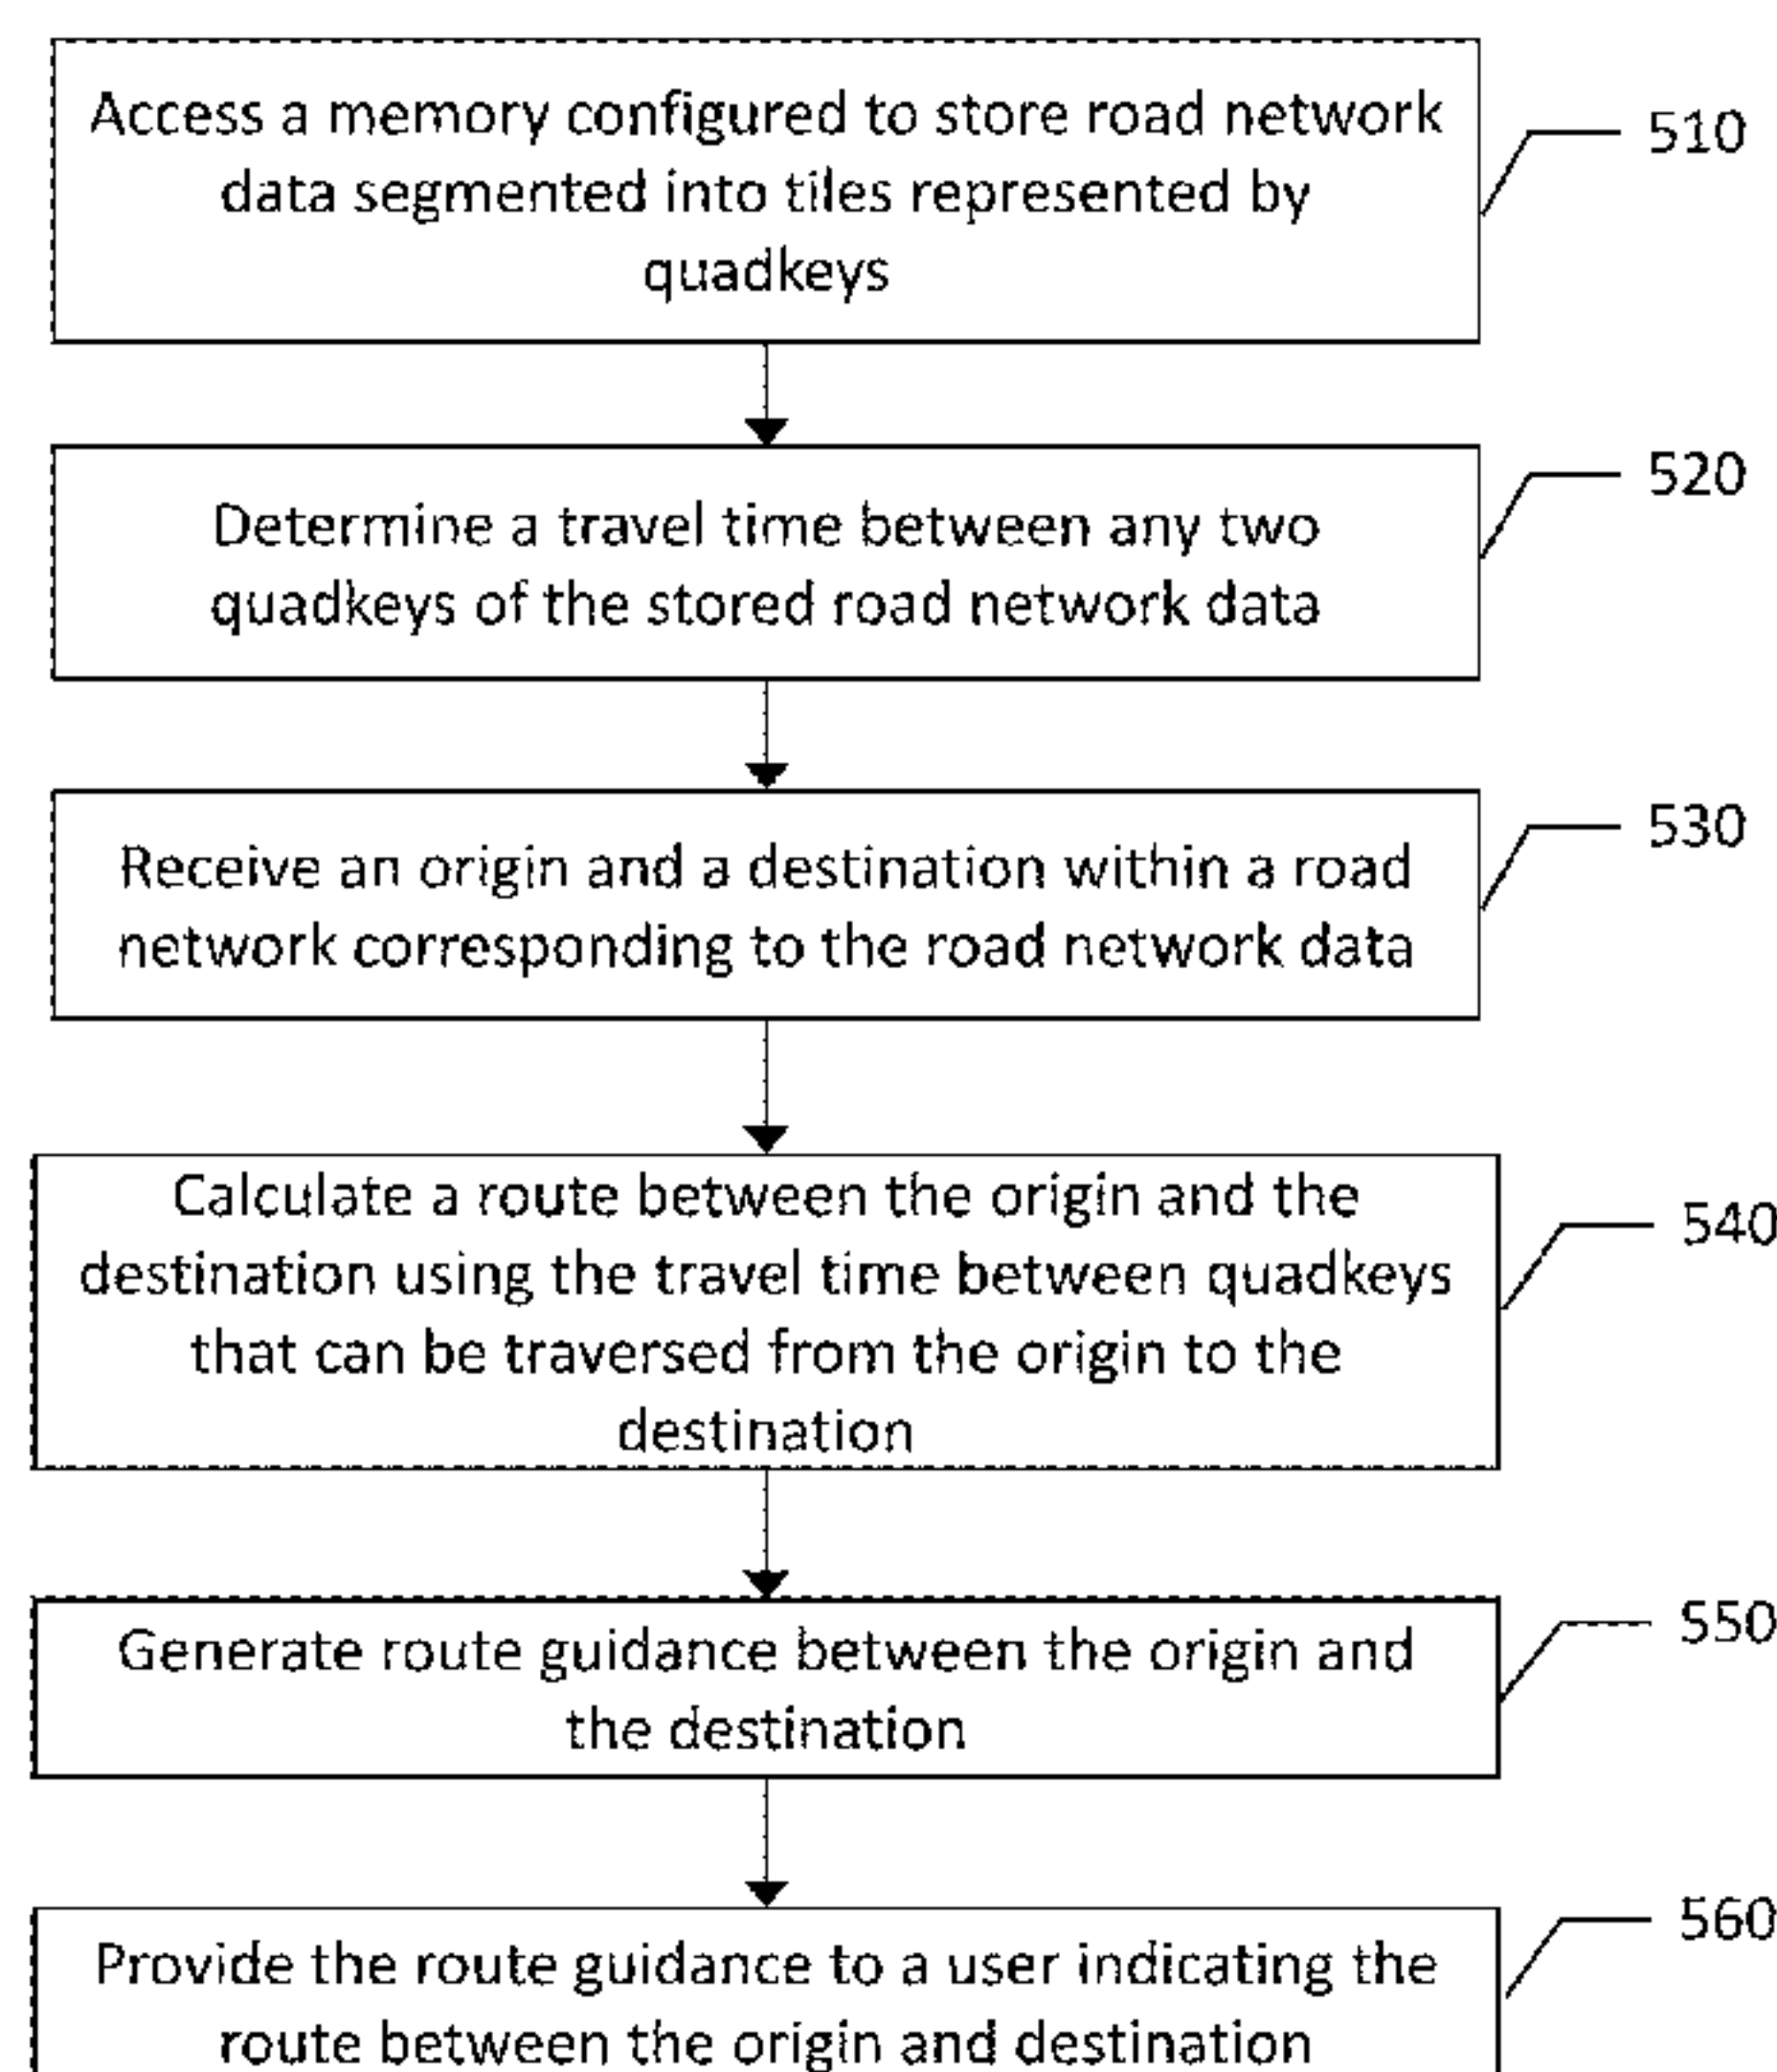 Access a memory configured to store road network
data segmented into tiles represented by
quadkeys
510
Determine a travel time between any two
quadkeys of the stored road network data
520
Receive an origin and a destination within a road
network corresponding to the road network data
530
Calculate a route between the origin and the
destination using the travel time between quadkeys
that can be traversed from the origin to the
destination
540
Generate route guidance between the origin and
the destination
550
Provide the route guidance to a user indicating the
route between the origin and destination
560